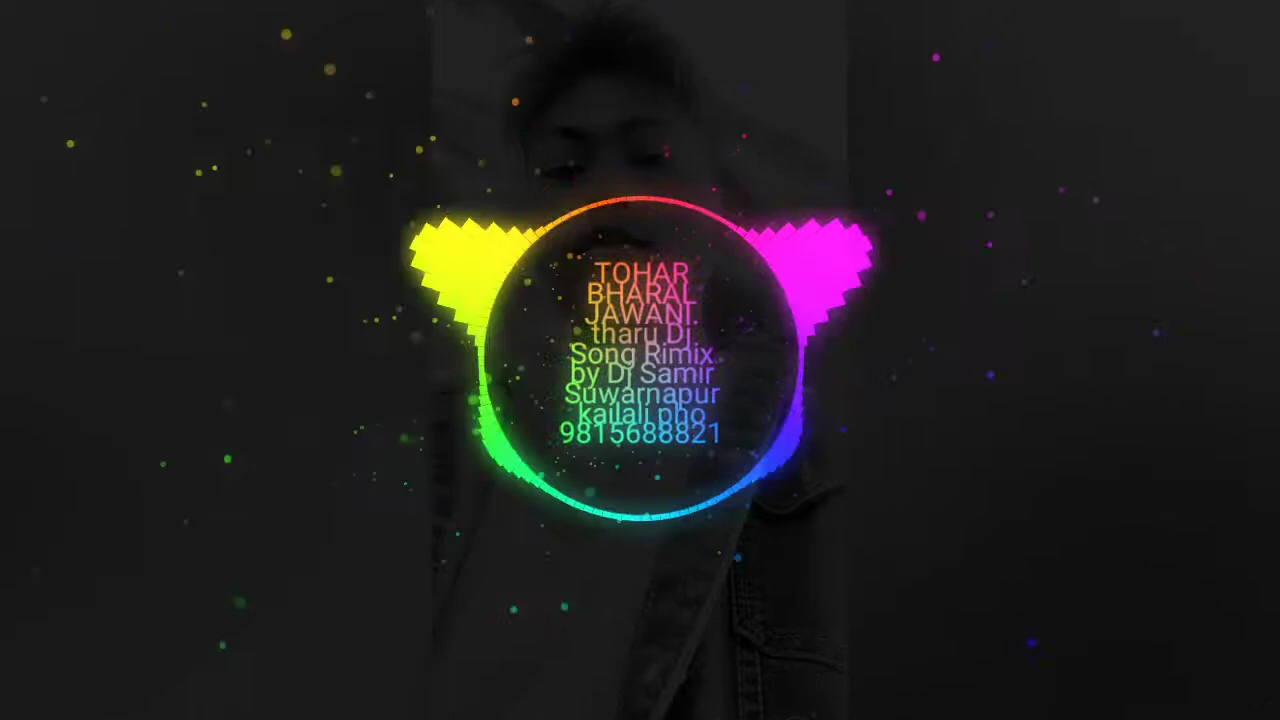 TOHAR
BHARAL
JAWANI.
tharu Dj
Song Rimix
by Dj Samir
Suwarnapur
kailali pho
9815688821